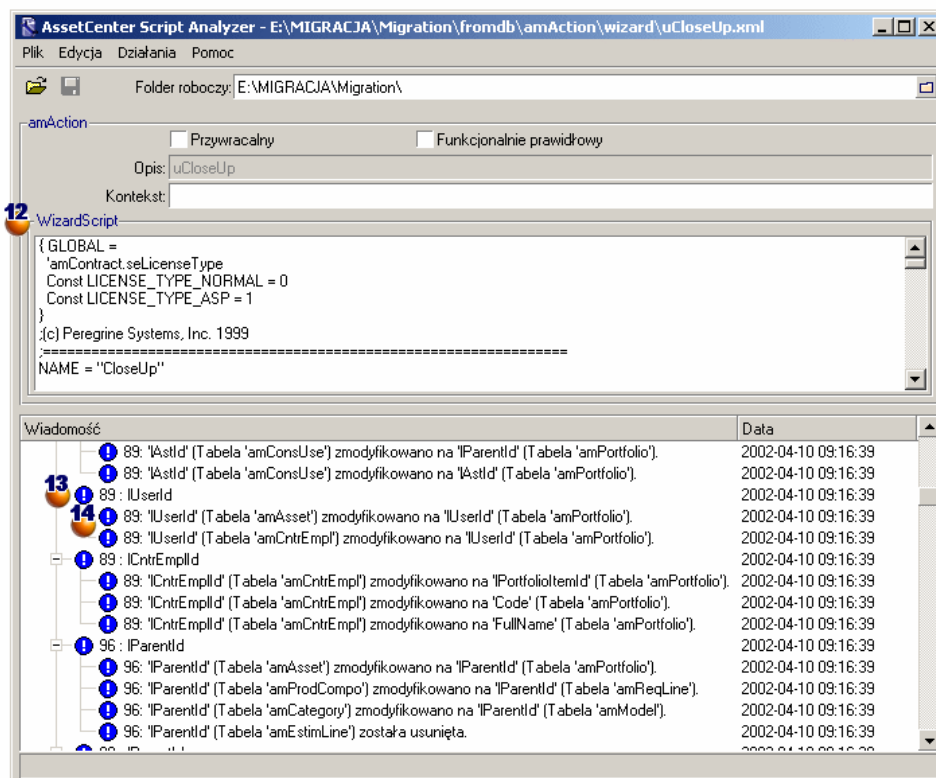 AssetCenter Script Analyzer - E:\MIGRACJA\Migration\fromdb\amAction\wizard\uCloseUp.xml
Plik Edycja Działania Pomoc
Folder roboczy: E:\MIGRACJA\Migration\
amAction
Przywracalny Funkcjonalnie prawidłowy
Opis: uCloseUp
Kontekst:
12
WizardScript
{ GLOBAL =
'amContract.seLicenseType
Const LICENSE_TYPE_NORMAL = 0
Const LICENSE_TYPE_ASP = 1
}
;(c) Peregrine Systems, Inc. 1999
;=================================================================
NAME = "CloseUp"
Wiadomość Data
89: 'lAstId' (Tabela 'amConsUse') zmodyfikowano na 'lParentId' (Tabela 'amPortfolio'). 2002-04-10 09:16:39
89: 'lAstId' (Tabela 'amConsUse') zmodyfikowano na 'lAstId' (Tabela 'amPortfolio'). 2002-04-10 09:16:39
13 89 : lUserId 2002-04-10 09:16:39
14 89: 'lUserId' (Tabela 'amAsset') zmodyfikowano na 'lUserId' (Tabela 'amPortfolio'). 2002-04-10 09:16:39
89: 'lUserId' (Tabela 'amCntrEmpl') zmodyfikowano na 'lUserId' (Tabela 'amPortfolio'). 2002-04-10 09:16:39
89 : lCntrEmplId 2002-04-10 09:16:39
89: 'lCntrEmplId' (Tabela 'amCntrEmpl') zmodyfikowano na 'lPortfolioItemId' (Tabela 'amPortfolio'). 2002-04-10 09:16:39
89: 'lCntrEmplId' (Tabela 'amCntrEmpl') zmodyfikowano na 'Code' (Tabela 'amPortfolio'). 2002-04-10 09:16:39
89: 'lCntrEmplId' (Tabela 'amCntrEmpl') zmodyfikowano na 'FullName' (Tabela 'amPortfolio'). 2002-04-10 09:16:39
96 : lParentId 2002-04-10 09:16:39
96: 'lParentId' (Tabela 'amAsset') zmodyfikowano na 'lParentId' (Tabela 'amPortfolio'). 2002-04-10 09:16:39
96: 'lParentId' (Tabela 'amProdCompo') zmodyfikowano na 'lParentId' (Tabela 'amReqLine'). 2002-04-10 09:16:39
96: 'lParentId' (Tabela 'amCategory') zmodyfikowano na 'lParentId' (Tabela 'amModel'). 2002-04-10 09:16:39
96: 'lParentId' (Tabela 'amEstimLine') została usunięta. 2002-04-10 09:16:39